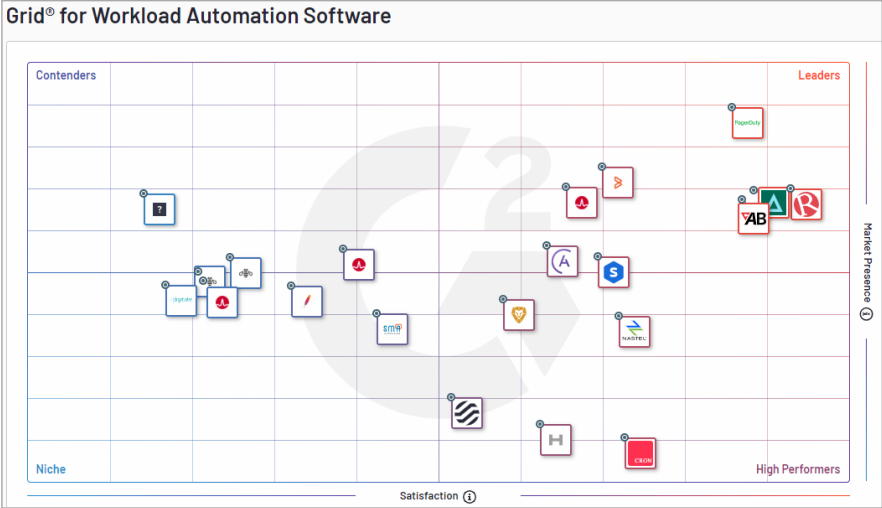 Grid® for Workload Automation Software
Contenders
Leaders
PagerDuty
?
AB
A
S
digitate
sma
NASTEL
H
CRON
Niche
High Performers
Satisfaction
Market Presence